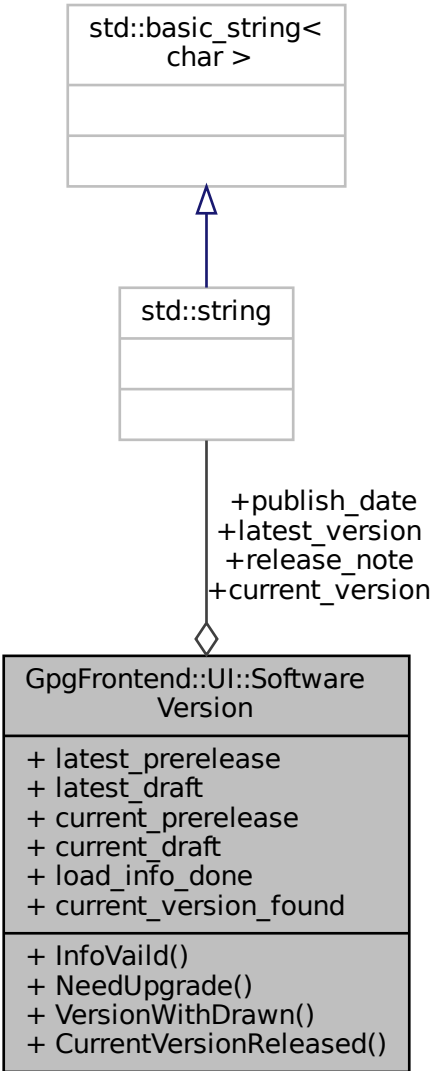 std::basic_string<
char >
std::string
+publish_date
+latest_version
+release_note
+current_version
GpgFrontend::UI::Software
Version
+ latest_prerelease
+ latest_draft
+ current_prerelease
+ current_draft
+ load_info_done
+ current_version_found
+ InfoVaild()
+ NeedUpgrade()
+ VersionWithDrawn()
+ CurrentVersionReleased()